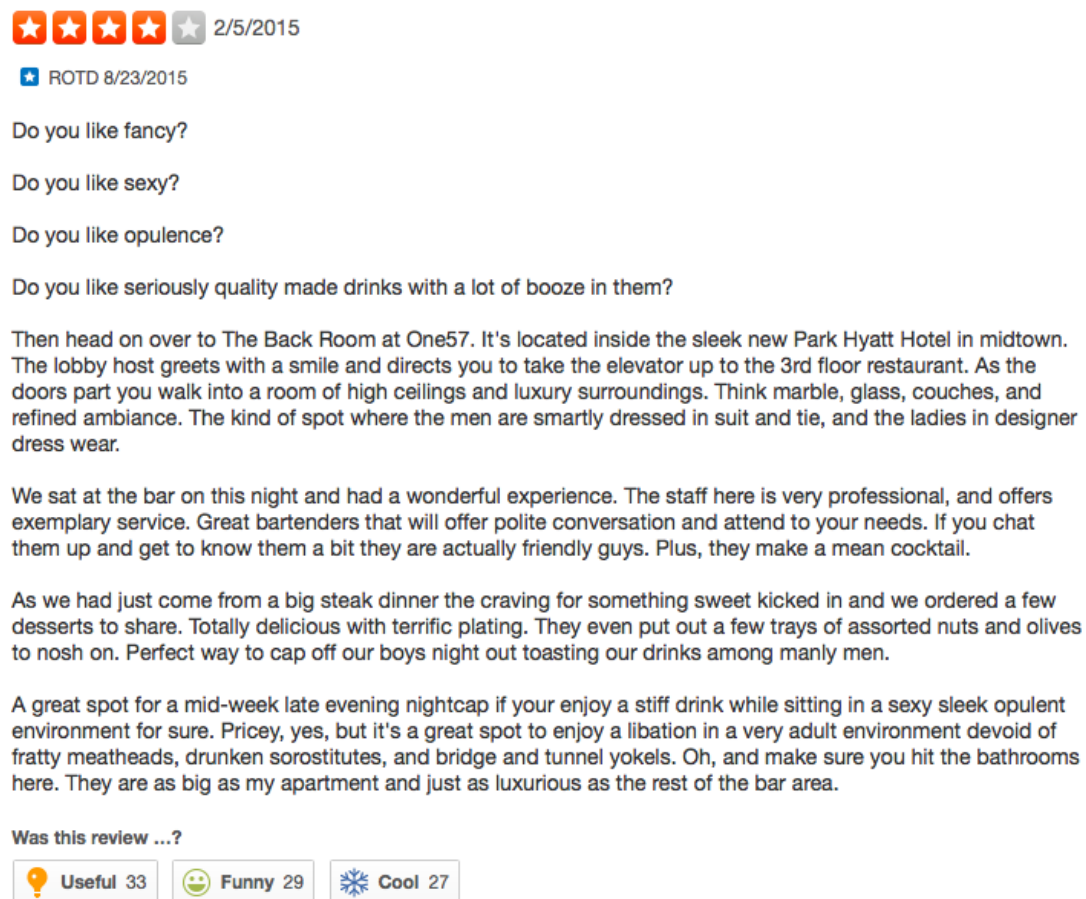 2/5/2015
ROTD 8/23/2015
Do you like fancy?
Do you like sexy?
Do you like opulence?
Do you like seriously quality made drinks with a lot of booze in them?
Then head on over to The Back Room at One57. It's located inside the sleek new Park Hyatt Hotel in midtown.
The lobby host greets with a smile and directs you to take the elevator up to the 3rd floor restaurant. As the
doors part you walk into a room of high ceilings and luxury surroundings. Think marble, glass, couches, and
refined ambiance. The kind of spot where the men are smartly dressed in suit and tie, and the ladies in designer
dress wear.
We sat at the bar on this night and had a wonderful experience. The staff here is very professional, and offers
exemplary service. Great bartenders that will offer polite conversation and attend to your needs. If you chat
them up and get to know them a bit they are actually friendly guys. Plus, they make a mean cocktail.
As we had just come from a big steak dinner the craving for something sweet kicked in and we ordered a few
desserts to share. Totally delicious with terrific plating. They even put out a few trays of assorted nuts and olives
to nosh on. Perfect way to cap off our boys night out toasting our drinks among manly men.
A great spot for a mid-week late evening nightcap if your enjoy a stiff drink while sitting in a sexy sleek opulent
environment for sure. Pricey, yes, but it's a great spot to enjoy a libation in a very adult environment devoid of
fratty meatheads, drunken sorostitutes, and bridge and tunnel yokels. Oh, and make sure you hit the bathrooms
here. They are as big as my apartment and just as luxurious as the rest of the bar area.
Was this review ...?
Useful 33 Funny 29 Cool 27